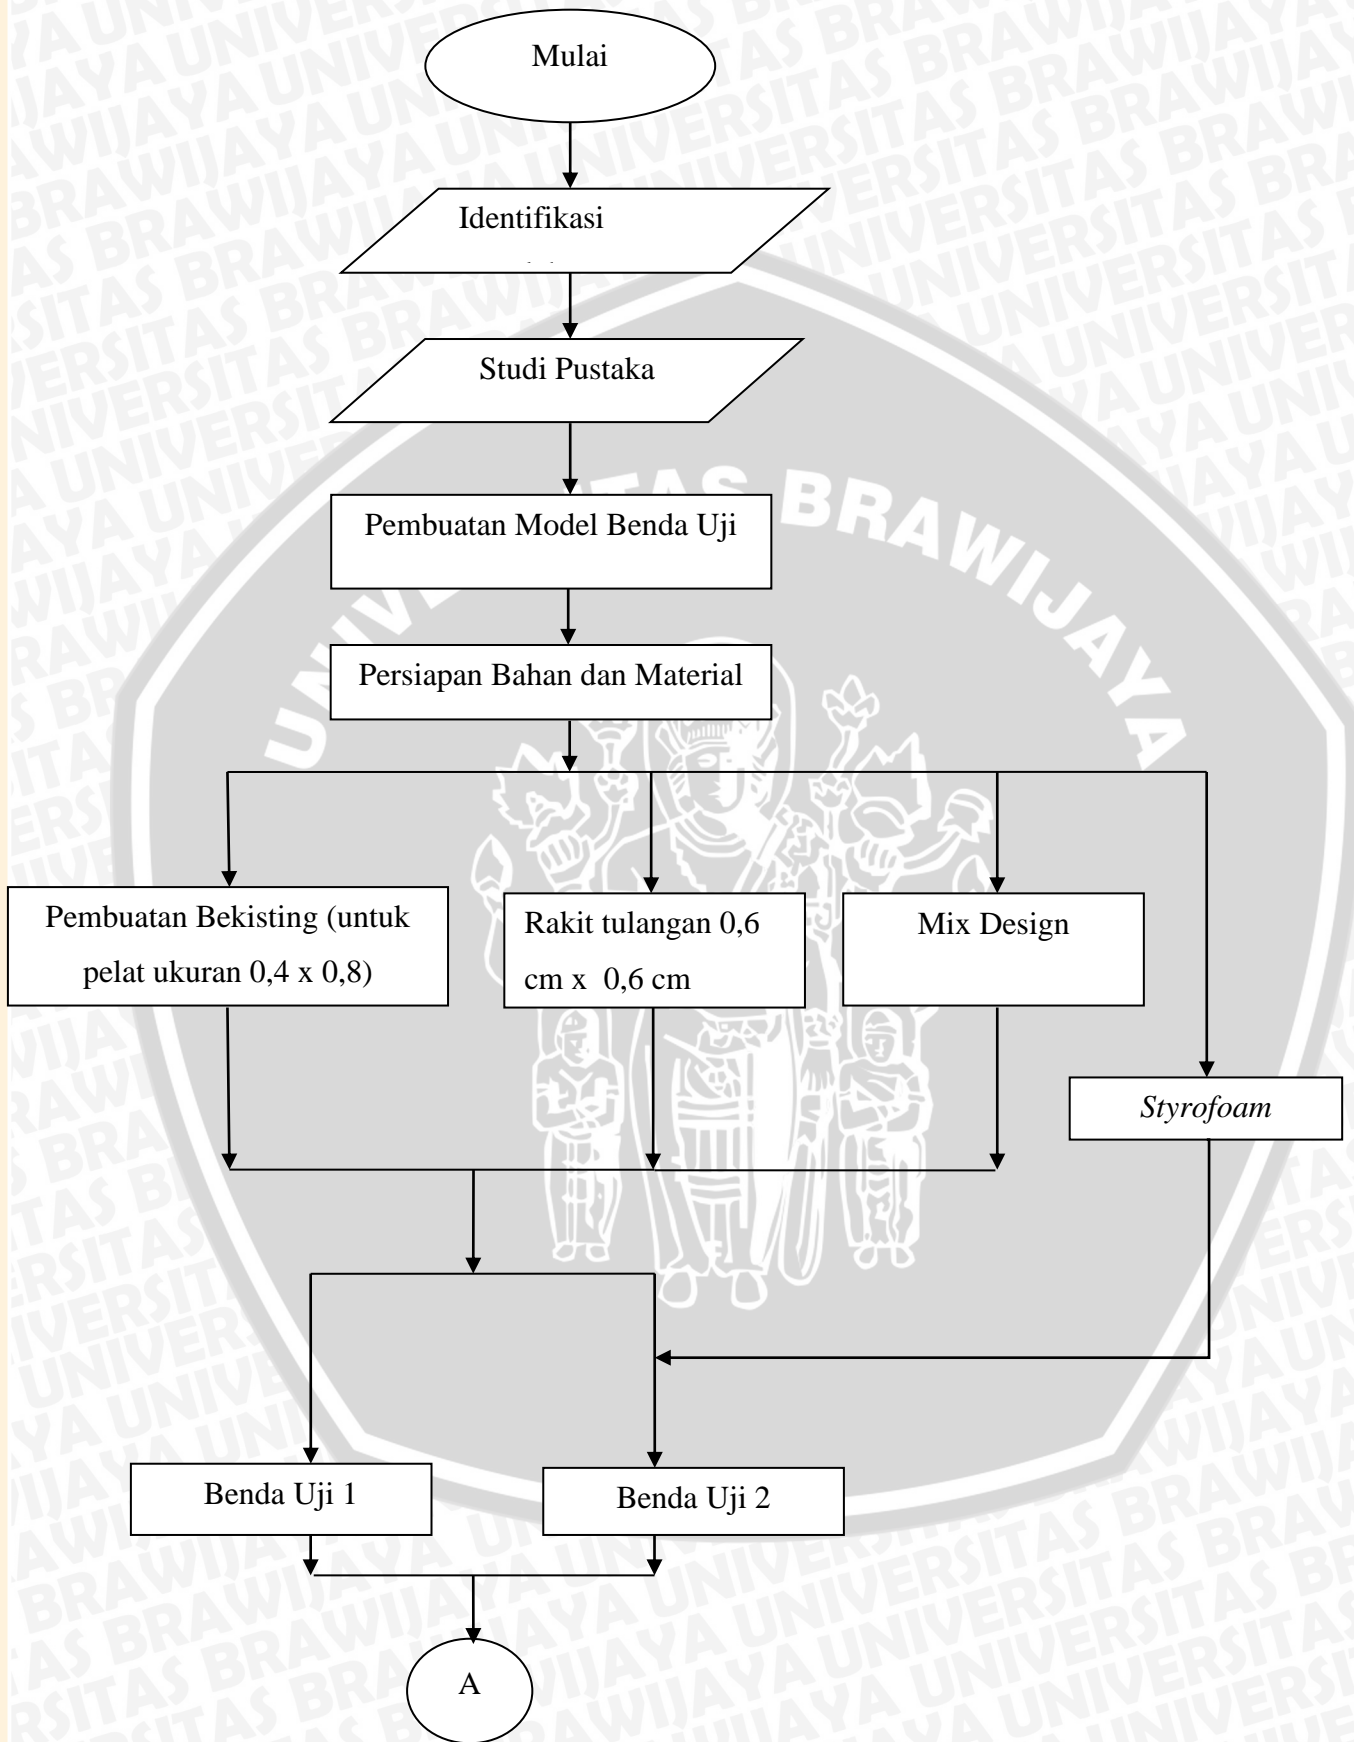 Mulai
Identifikasi
Studi Pustaka
UNIVERSITAS BRAWIJAYA
Pembuatan Model Benda Uji
Persiapan Bahan dan Material
Pembuatan Bekisting (untuk
pelat ukuran 0,4 x 0,8)
Rakit tulangan 0,6
cm x 0,6 cm
Mix Design
Styrofoam
Benda Uji 1
Benda Uji 2
A